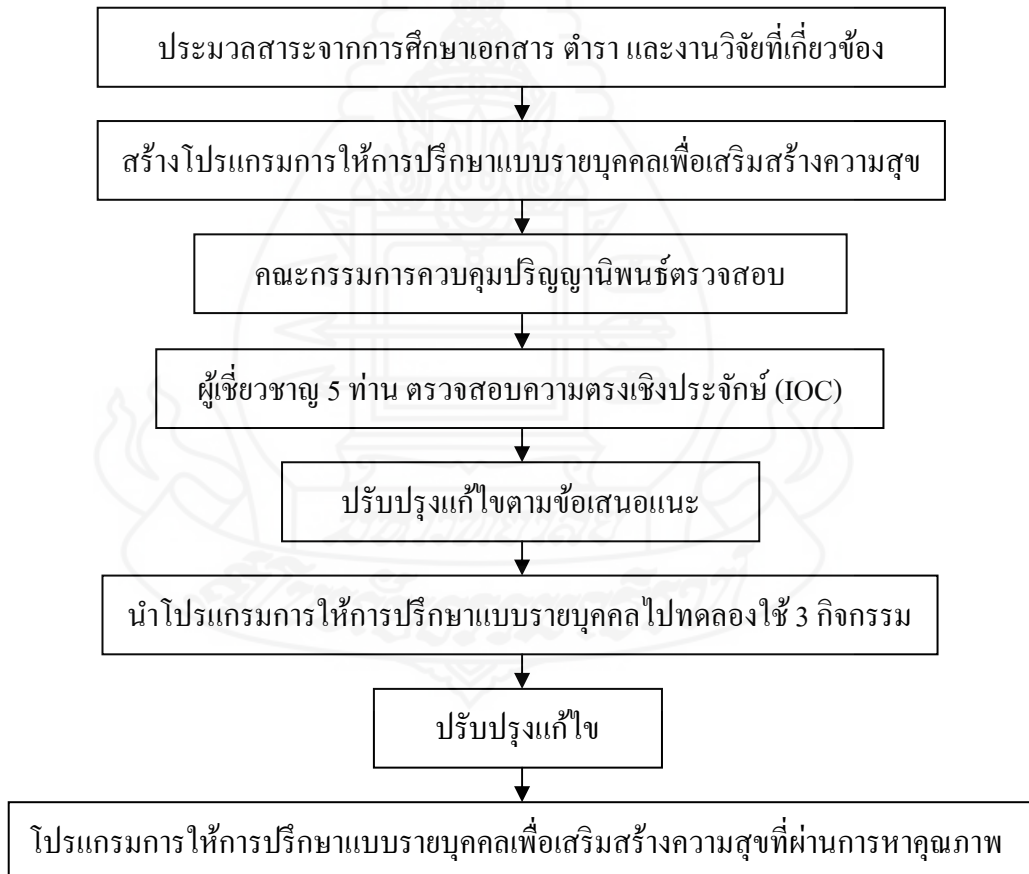 ประมวลสาระจากการศึกษาเอกสาร ตำรา และงานวิจัยที่เกี่ยวข้อง
สร้างโปรแกรมการให้การปรึกษาแบบรายบุคคลเพื่อเสริมสร้างความสุข
คณะกรรมการควบคุมปริญญานิพนธ์ตรวจสอบ
ผู้เชี่ยวชาญ 5 ท่าน ตรวจสอบความตรงเชิงประจักษ์ (IOC)
ปรับปรุงแก้ไขตามข้อเสนอแนะ
นำโปรแกรมการให้การปรึกษาแบบรายบุคคลไปทดลองใช้ 3 กิจกรรม
ปรับปรุงแก้ไข
โปรแกรมการให้การปรึกษาแบบรายบุคคลเพื่อเสริมสร้างความสุขที่ผ่านการหาคุณภาพ